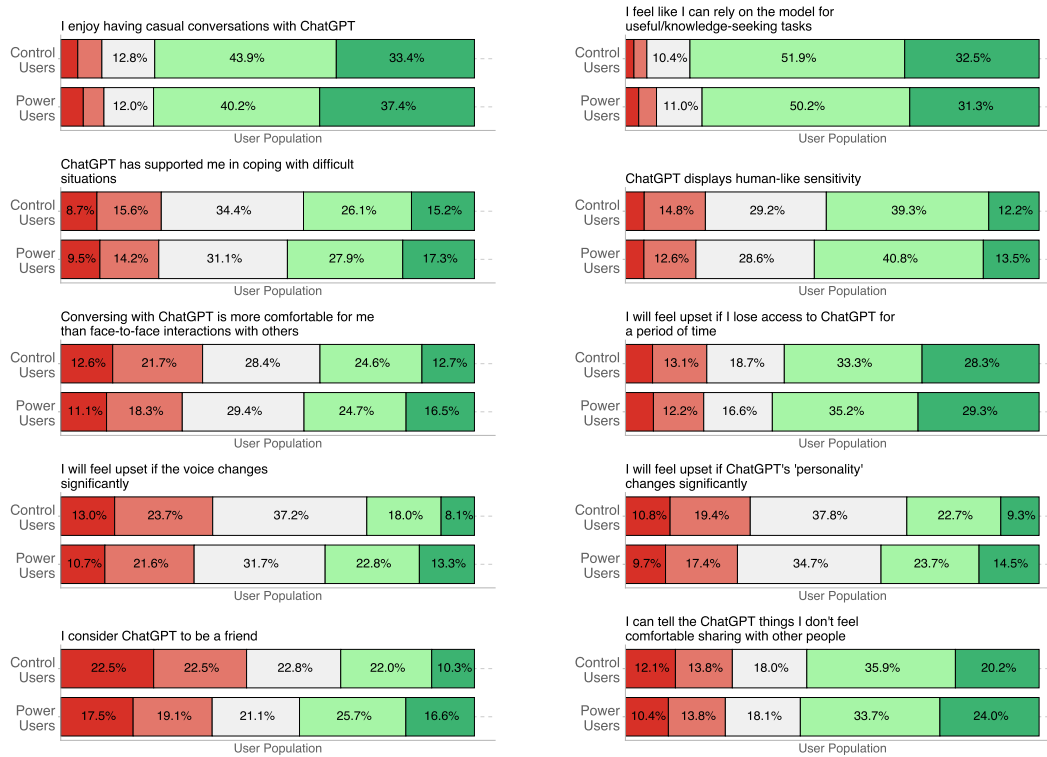 I enjoy having casual conversations with ChatGPT
Control
Users
12.8%
43.9%
33.4%
Power
Users
12.0%
40.2%
37.4%
User Population
I feel like I can rely on the model for
useful/knowledge-seeking tasks
Control
Users
10.4%
51.9%
32.5%
Power
Users
11.0%
50.2%
31.3%
User Population
ChatGPT has supported me in coping with difficult
situations
Control
Users
8.7%
15.6%
34.4%
26.1%
15.2%
Power
Users
9.5%
14.2%
31.1%
27.9%
17.3%
User Population
ChatGPT displays human-like sensitivity
Control
Users
14.8%
29.2%
39.3%
12.2%
Power
Users
12.6%
28.6%
40.8%
13.5%
User Population
Conversing with ChatGPT is more comfortable for me
than face-to-face interactions with others
Control
Users
12.6%
21.7%
28.4%
24.6%
12.7%
Power
Users
11.1%
18.3%
29.4%
24.7%
16.5%
User Population
I will feel upset if I lose access to ChatGPT for
a period of time
Control
Users
13.1%
18.7%
33.3%
28.3%
Power
Users
12.2%
16.6%
35.2%
29.3%
User Population
I will feel upset if the voice changes
significantly
Control
Users
13.0%
23.7%
37.2%
18.0%
8.1%
Power
Users
10.7%
21.6%
31.7%
22.8%
13.3%
User Population
I will feel upset if ChatGPT's 'personality'
changes significantly
Control
Users
10.8%
19.4%
37.8%
22.7%
9.3%
Power
Users
9.7%
17.4%
34.7%
23.7%
14.5%
User Population
I consider ChatGPT to be a friend
Control
Users
22.5%
22.5%
22.8%
22.0%
10.3%
Power
Users
17.5%
19.1%
21.1%
25.7%
16.6%
User Population
I can tell the ChatGPT things I don't feel
comfortable sharing with other people
Control
Users
12.1%
13.8%
18.0%
35.9%
20.2%
Power
Users
10.4%
13.8%
18.1%
33.7%
24.0%
User Population